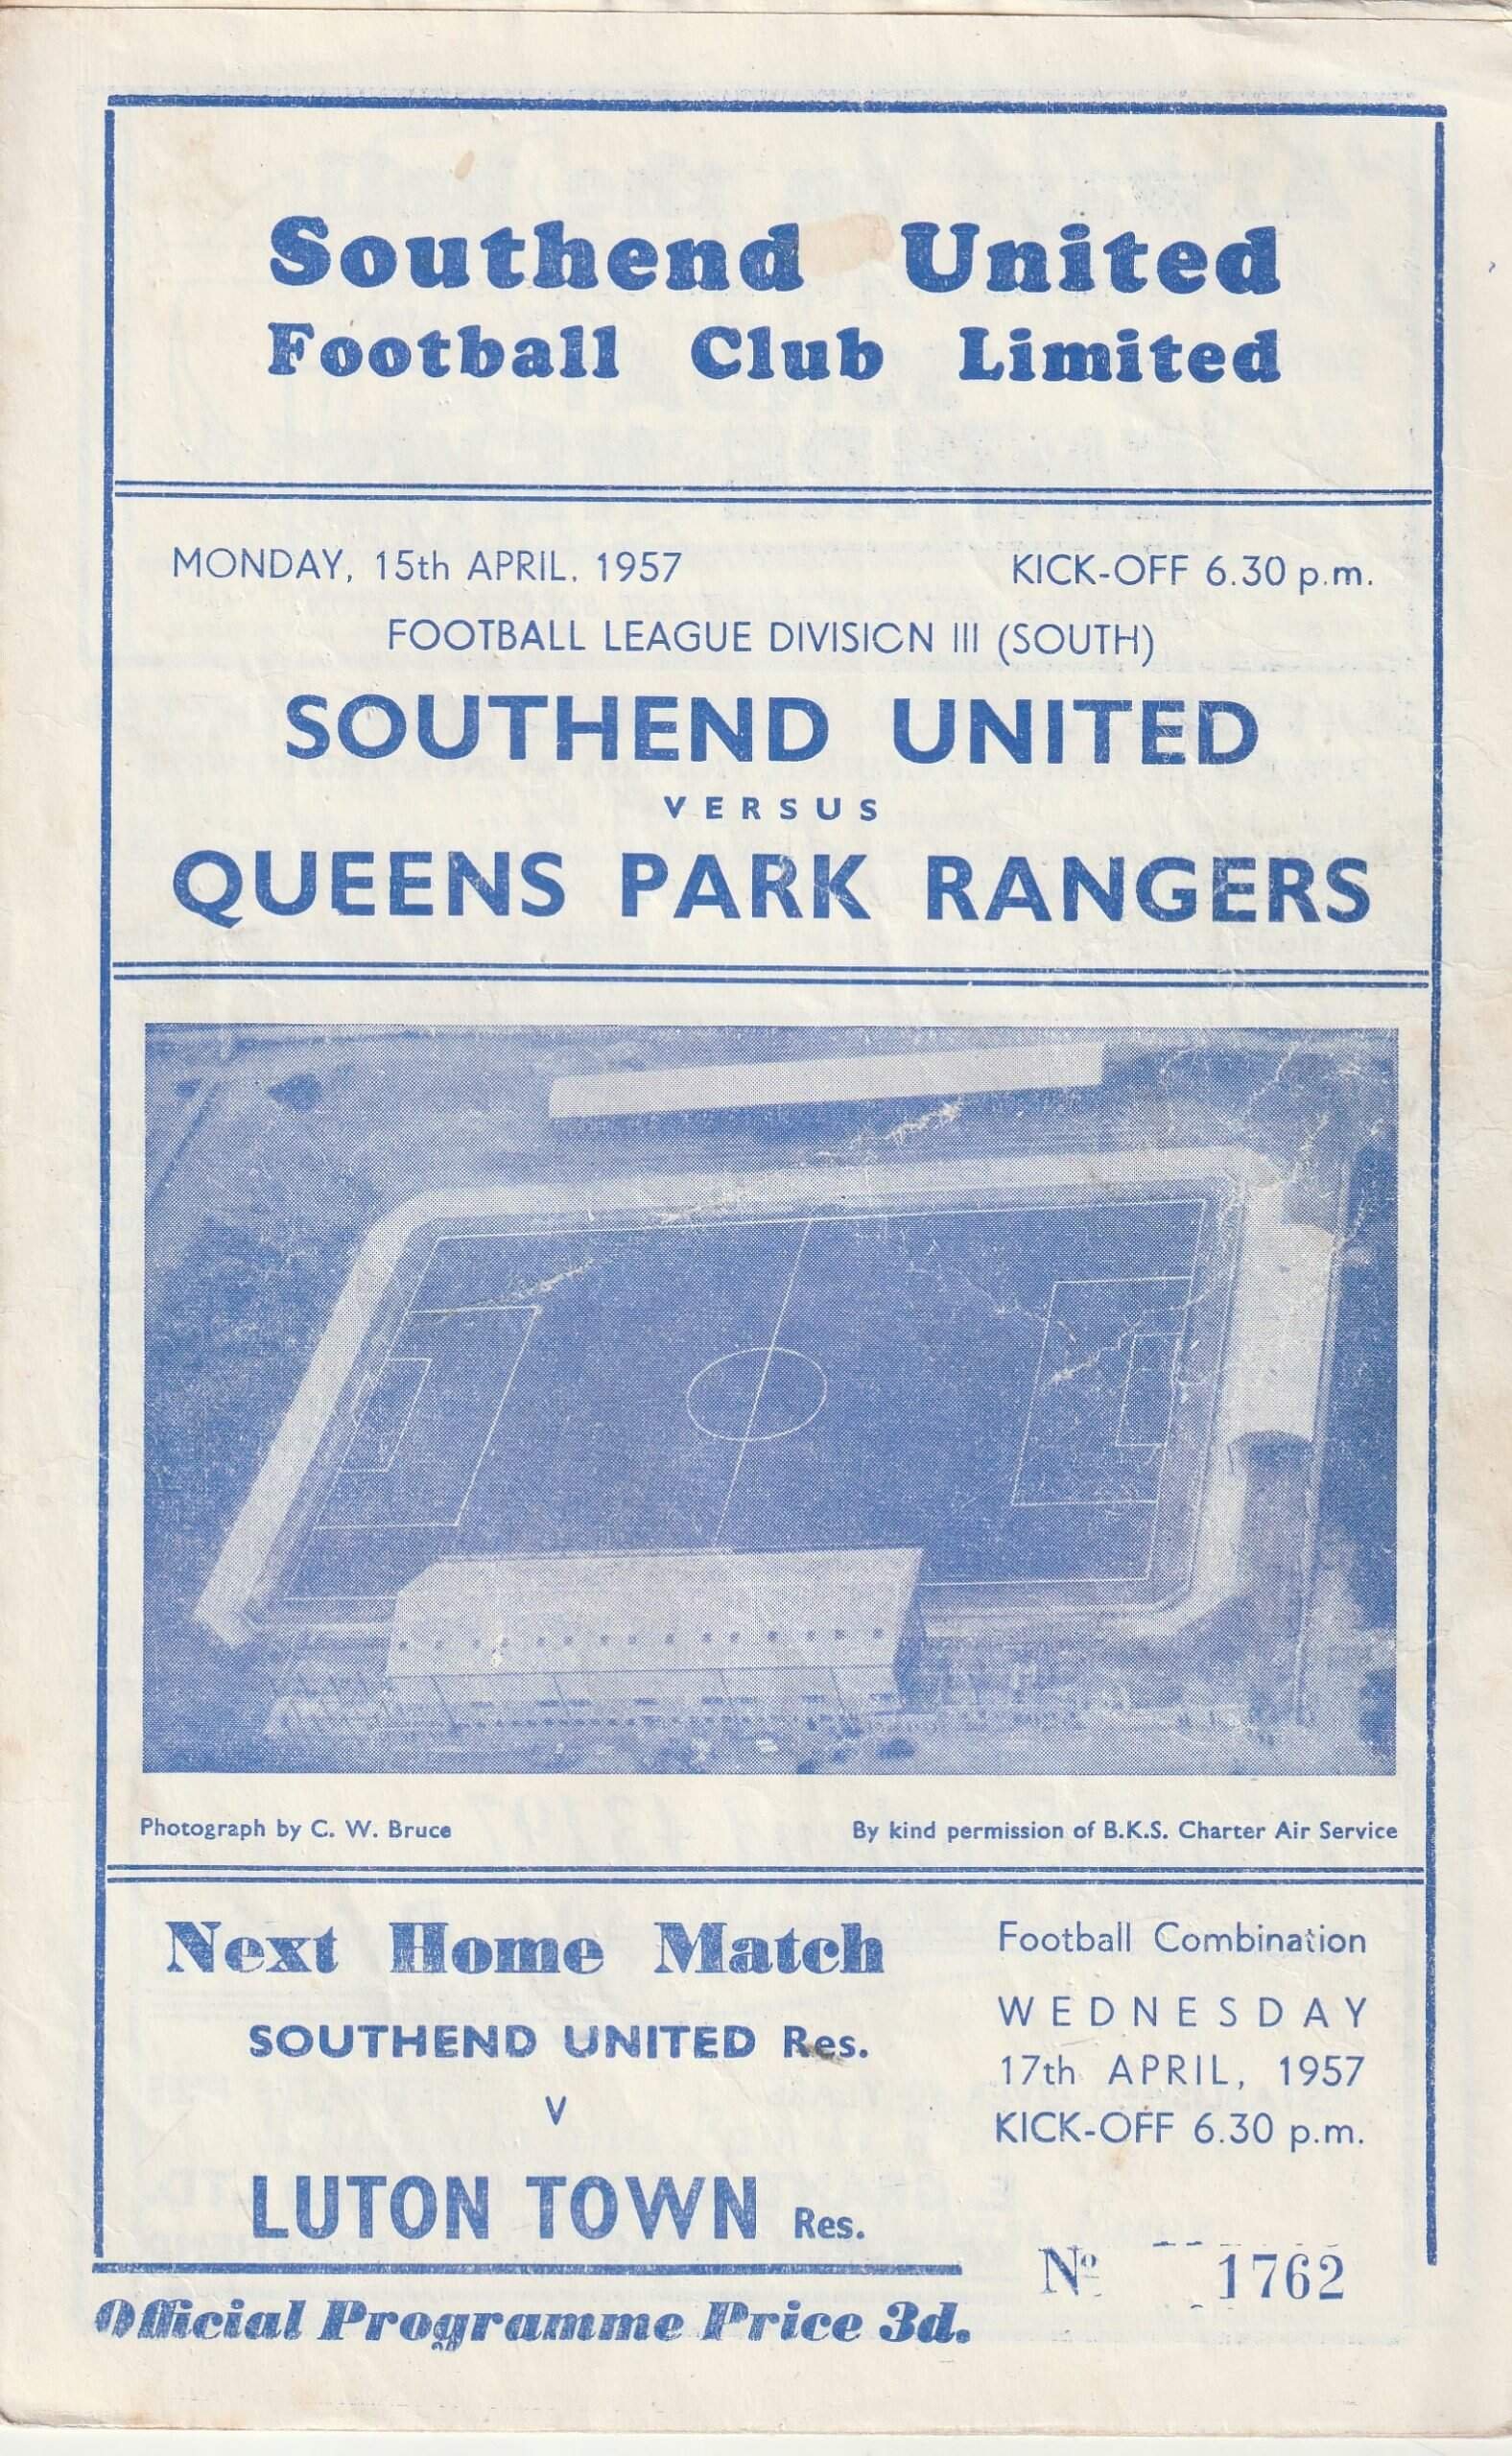 Southend United
Football Club Limited
MONDAY, 15th APRIL, 1957 KICK-OFF 6.30 p.m.
FOOTBALL LEAGUE DIVISION III (SOUTH)
SOUTHEND UNITED
VERSUS
QUEENS PARK RANGERS
Photograph by C. W. Bruce By kind permission of B.K.S. Charter Air Service
Next Home Match
SOUTHEND UNITED Res.
V
LUTON TOWN Res.
Football Combination
WEDNESDAY
17th APRIL, 1957
KICK-OFF 6.30 p.m.
Nº 1762
Official Programme Price 3d.